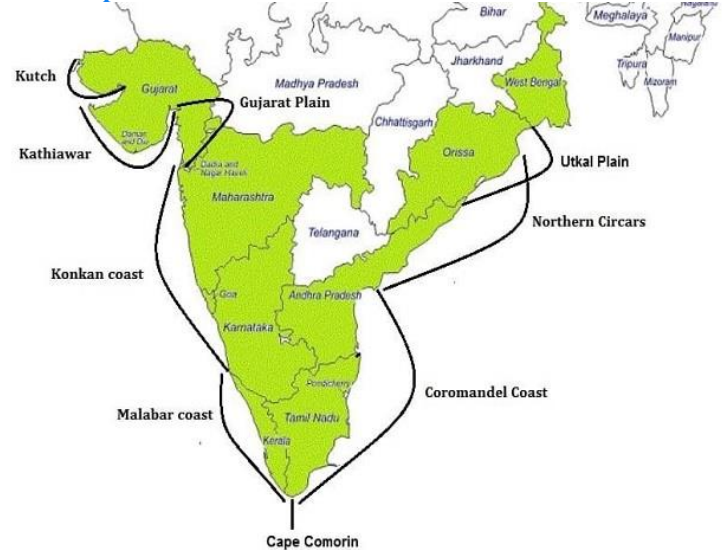 Bihar
Meghalaya
Manipur
Jharkhand
Tripura
Mizoram
Kutch
Gujarat
Madhya Pradesh
West Bengal
Gujarat Plain
Chhattisgarh
Daman
and Diu
Kathiawar
Orissa
Utkal Plain
Dadra and
Nagar Haveli
Maharashtra
Northern Circars
Telangana
Konkan coast
Goa
Andhra Pradesh
Karnataka
Pondicherry
Coromandel Coast
Malabar coast
Tamil Nadu
Kerala
Cape Comorin